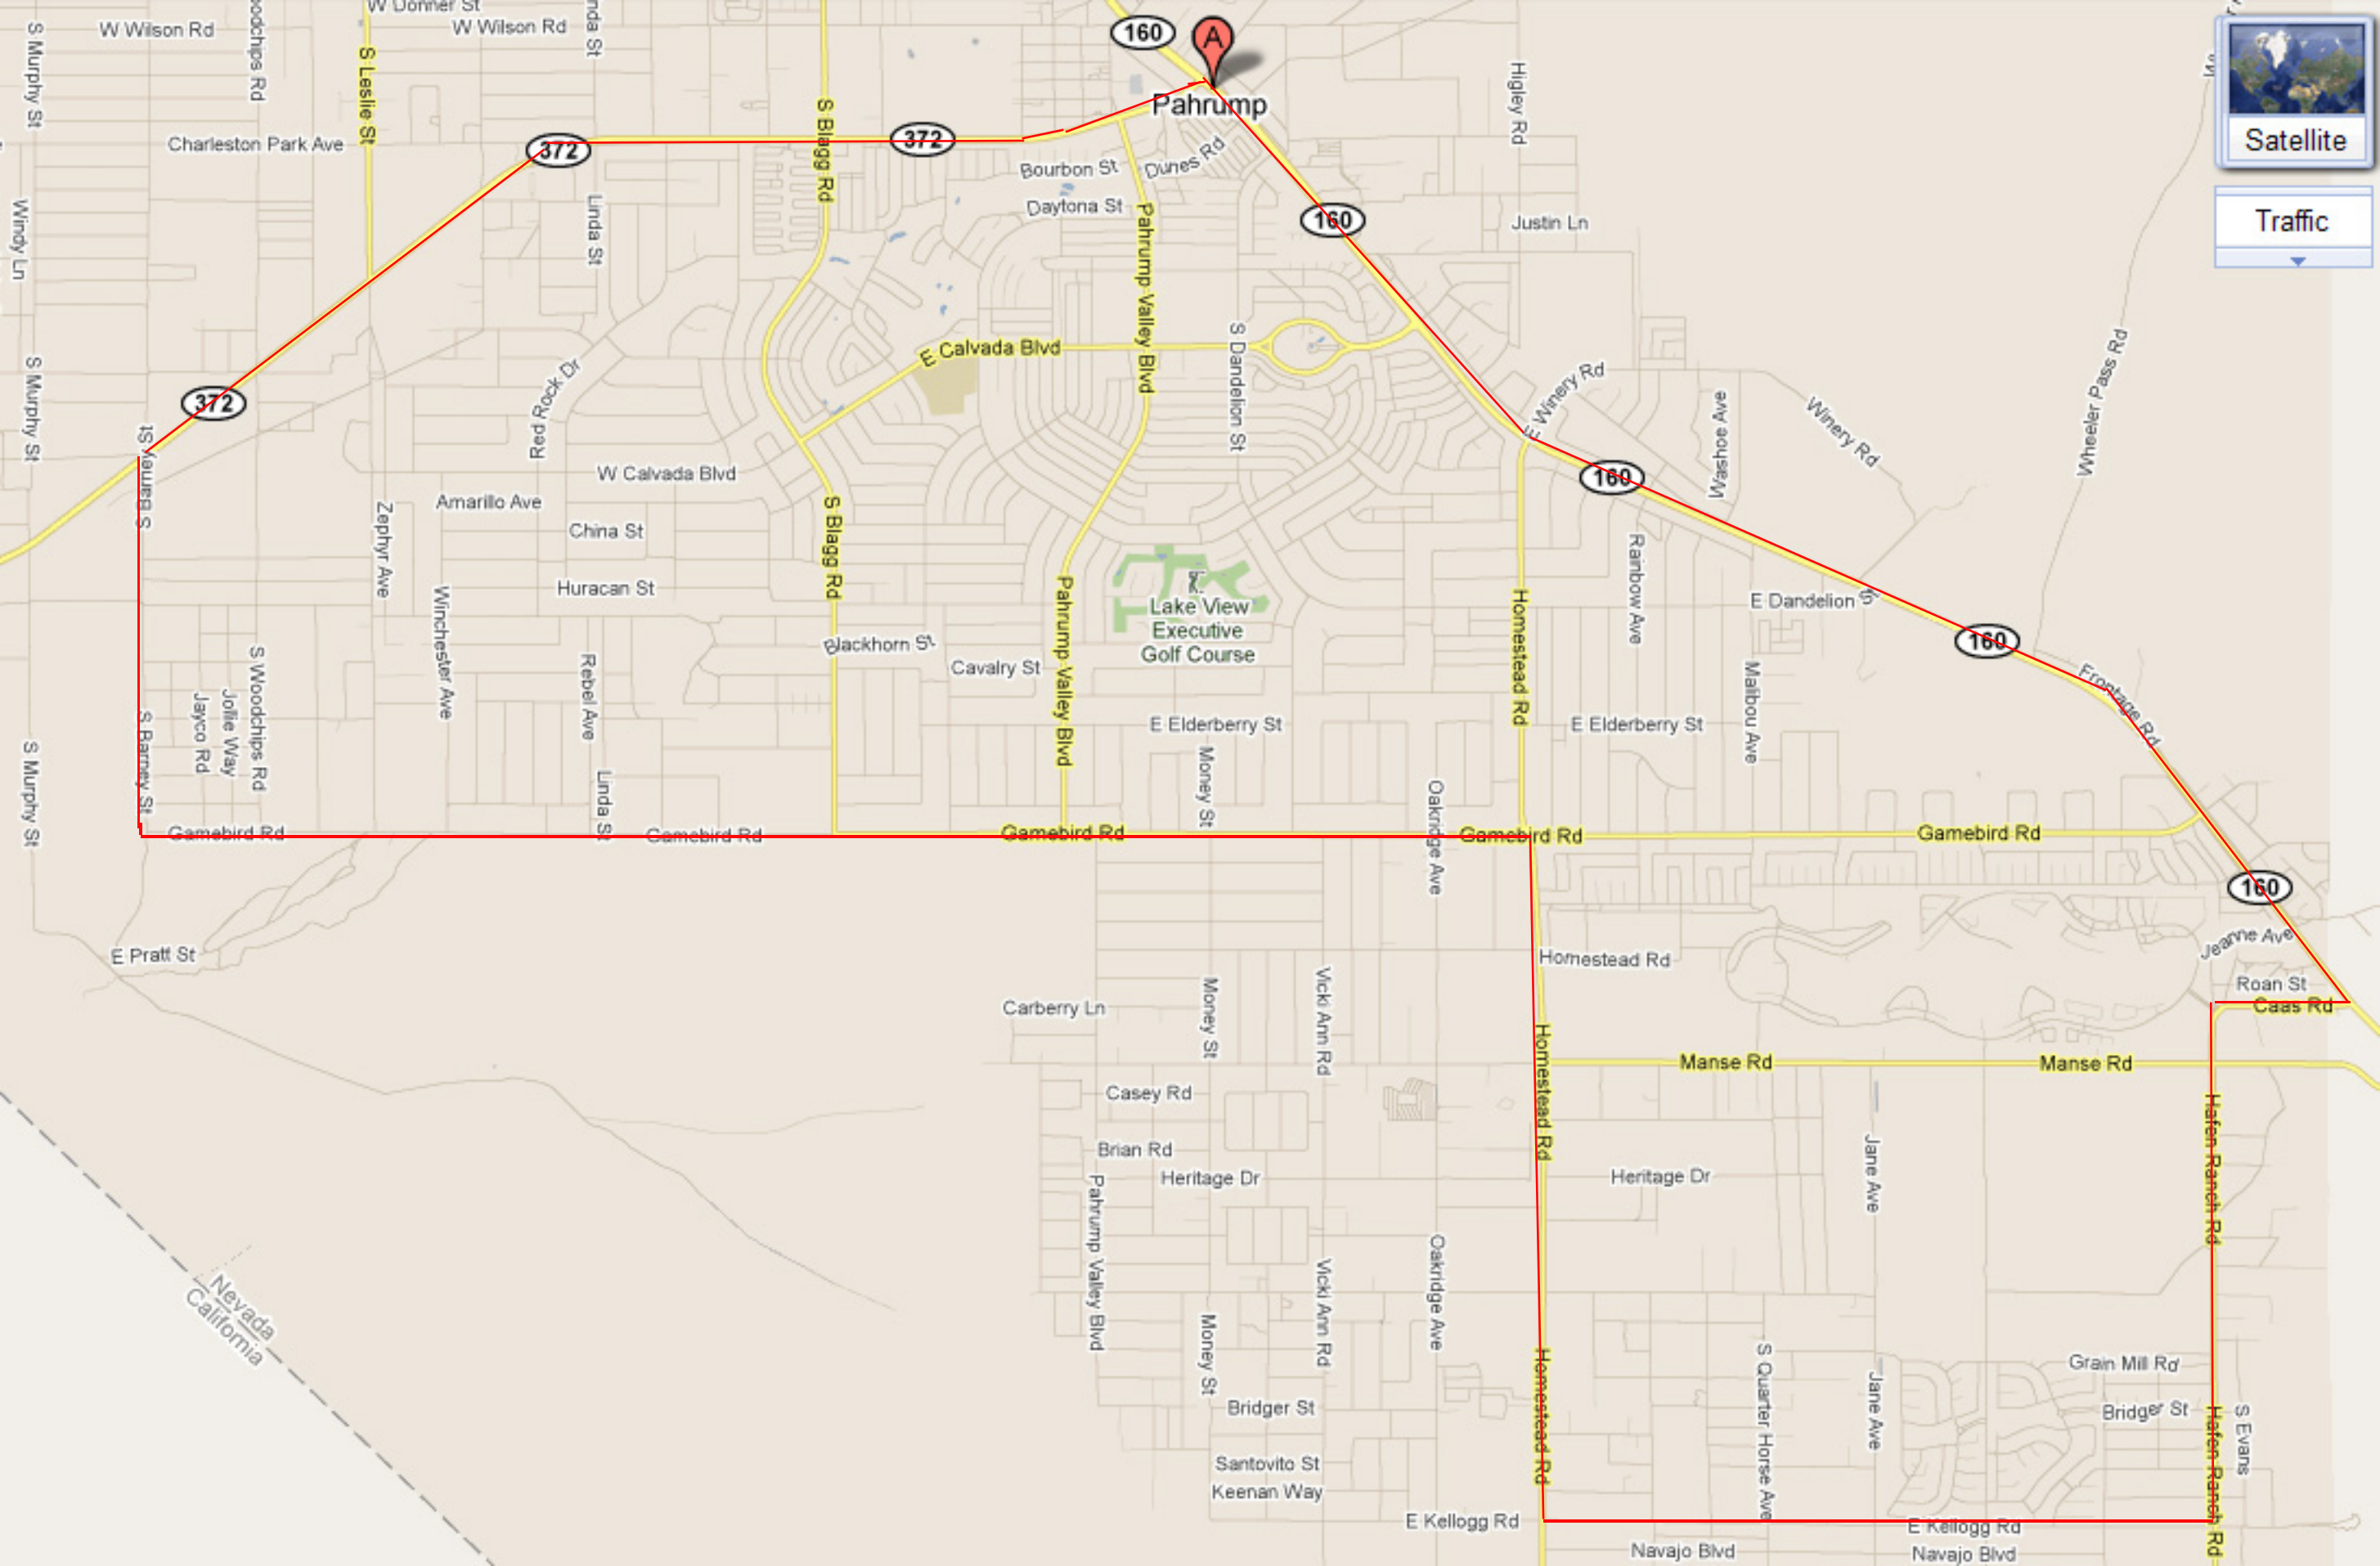 W Donner St
W Wilson Rd
W Wilson Rd
160
A
Pahrump
Satellite
Traffic
S Murphy St
S Leslie St
S Blagg Rd
Higley Rd
Charleston Park Ave
372
372
Bourbon St
Dunes Rd
Daytona St
160
Justin Ln
Windy Ln
Linda St
Pahrump Valley Blvd
S Dandelion St
E Calvada Blvd
E Winery Rd
Winery Rd
Washoe Ave
Wheeler Pass Rd
S Murphy St
372
Red Rock Dr
S Barney St
W Calvada Blvd
160
Amarillo Ave
China St
Zephyr Ave
S Blagg Rd
Huracan St
Winchester Ave
Pahrump Valley Blvd
Lake View
Executive
Golf Course
Homestead Rd
Rainbow Ave
E Dandelion St
160
Blackhorn St
Cavalry St
Frontage Rd
S Woodchips Rd
Jollie Way
Jayco Rd
Rebel Ave
E Elderberry St
E Elderberry St
Malibou Ave
S Barney St
S Murphy St
Linda St
Money St
Oakridge Ave
Gamebird Rd
Gamebird Rd
Gamebird Rd
Gamebird Rd
Gamebird Rd
160
E Pratt St
Homestead Rd
Jeanne Ave
Roan St
Caas Rd
Carberry Ln
Money St
Vicki Ann Rd
Homestead Rd
Manse Rd
Manse Rd
Casey Rd
Brian Rd
Heritage Dr
Heritage Dr
Jane Ave
Hafen Ranch Rd
Pahrump Valley Blvd
Oakridge Ave
Vicki Ann Rd
Money St
Nevada
California
Homestead Rd
S Quarter Horse Ave
Jane Ave
Grain Mill Rd
Bridger St
Bridger St
Hafen Ranch Rd
S Evans
Santovito St
Keenan Way
E Kellogg Rd
E Kellogg Rd
Navajo Blvd
Navajo Blvd